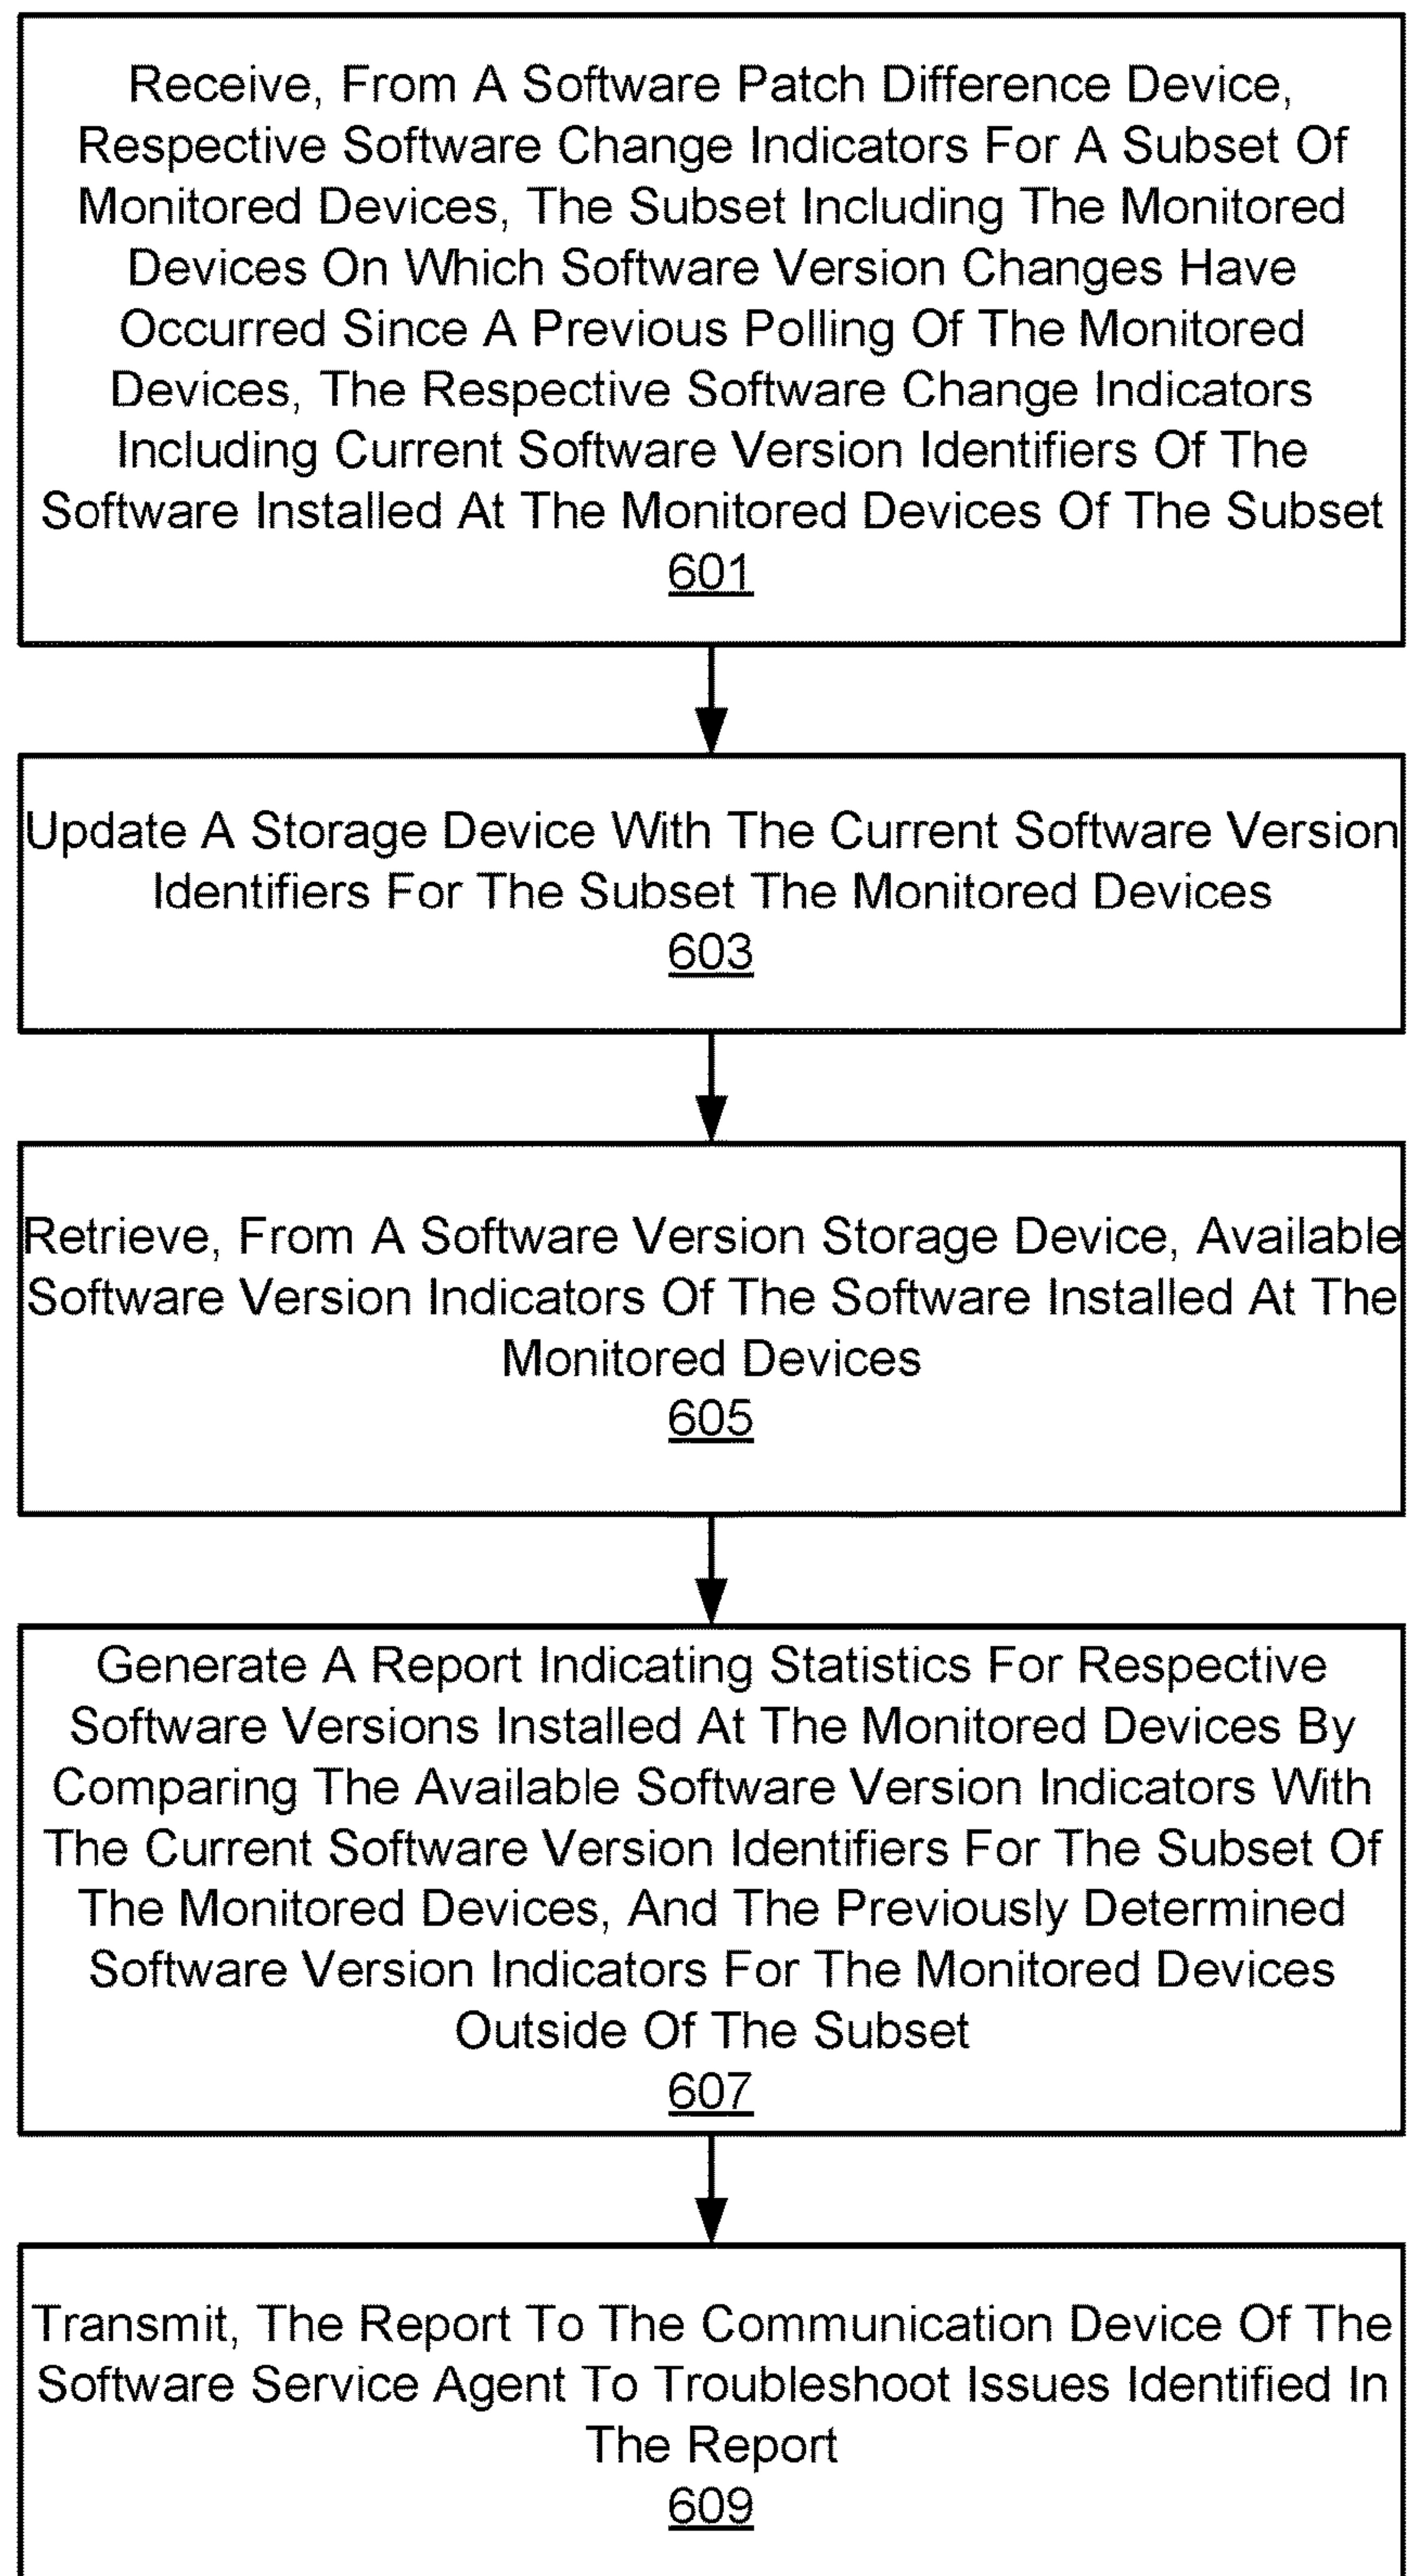 Receive, From A Software Patch Difference Device,
Respective Software Change Indicators For A Subset Of
Monitored Devices, The Subset Including The Monitored
Devices On Which Software Version Changes Have
Occurred Since A Previous Polling Of The Monitored
Devices, The Respective Software Change Indicators
Including Current Software Version Identifiers Of The
Software Installed At The Monitored Devices Of The Subset
601
Update A Storage Device With The Current Software Version
Identifiers For The Subset The Monitored Devices
603
Retrieve, From A Software Version Storage Device, Available
Software Version Indicators Of The Software Installed At The
Monitored Devices
605
Generate A Report Indicating Statistics For Respective
Software Versions Installed At The Monitored Devices By
Comparing The Available Software Version Indicators With
The Current Software Version Identifiers For The Subset Of
The Monitored Devices, And The Previously Determined
Software Version Indicators For The Monitored Devices
Outside Of The Subset
607
Transmit, The Report To The Communication Device Of The
Software Service Agent To Troubleshoot Issues Identified In
The Report
609